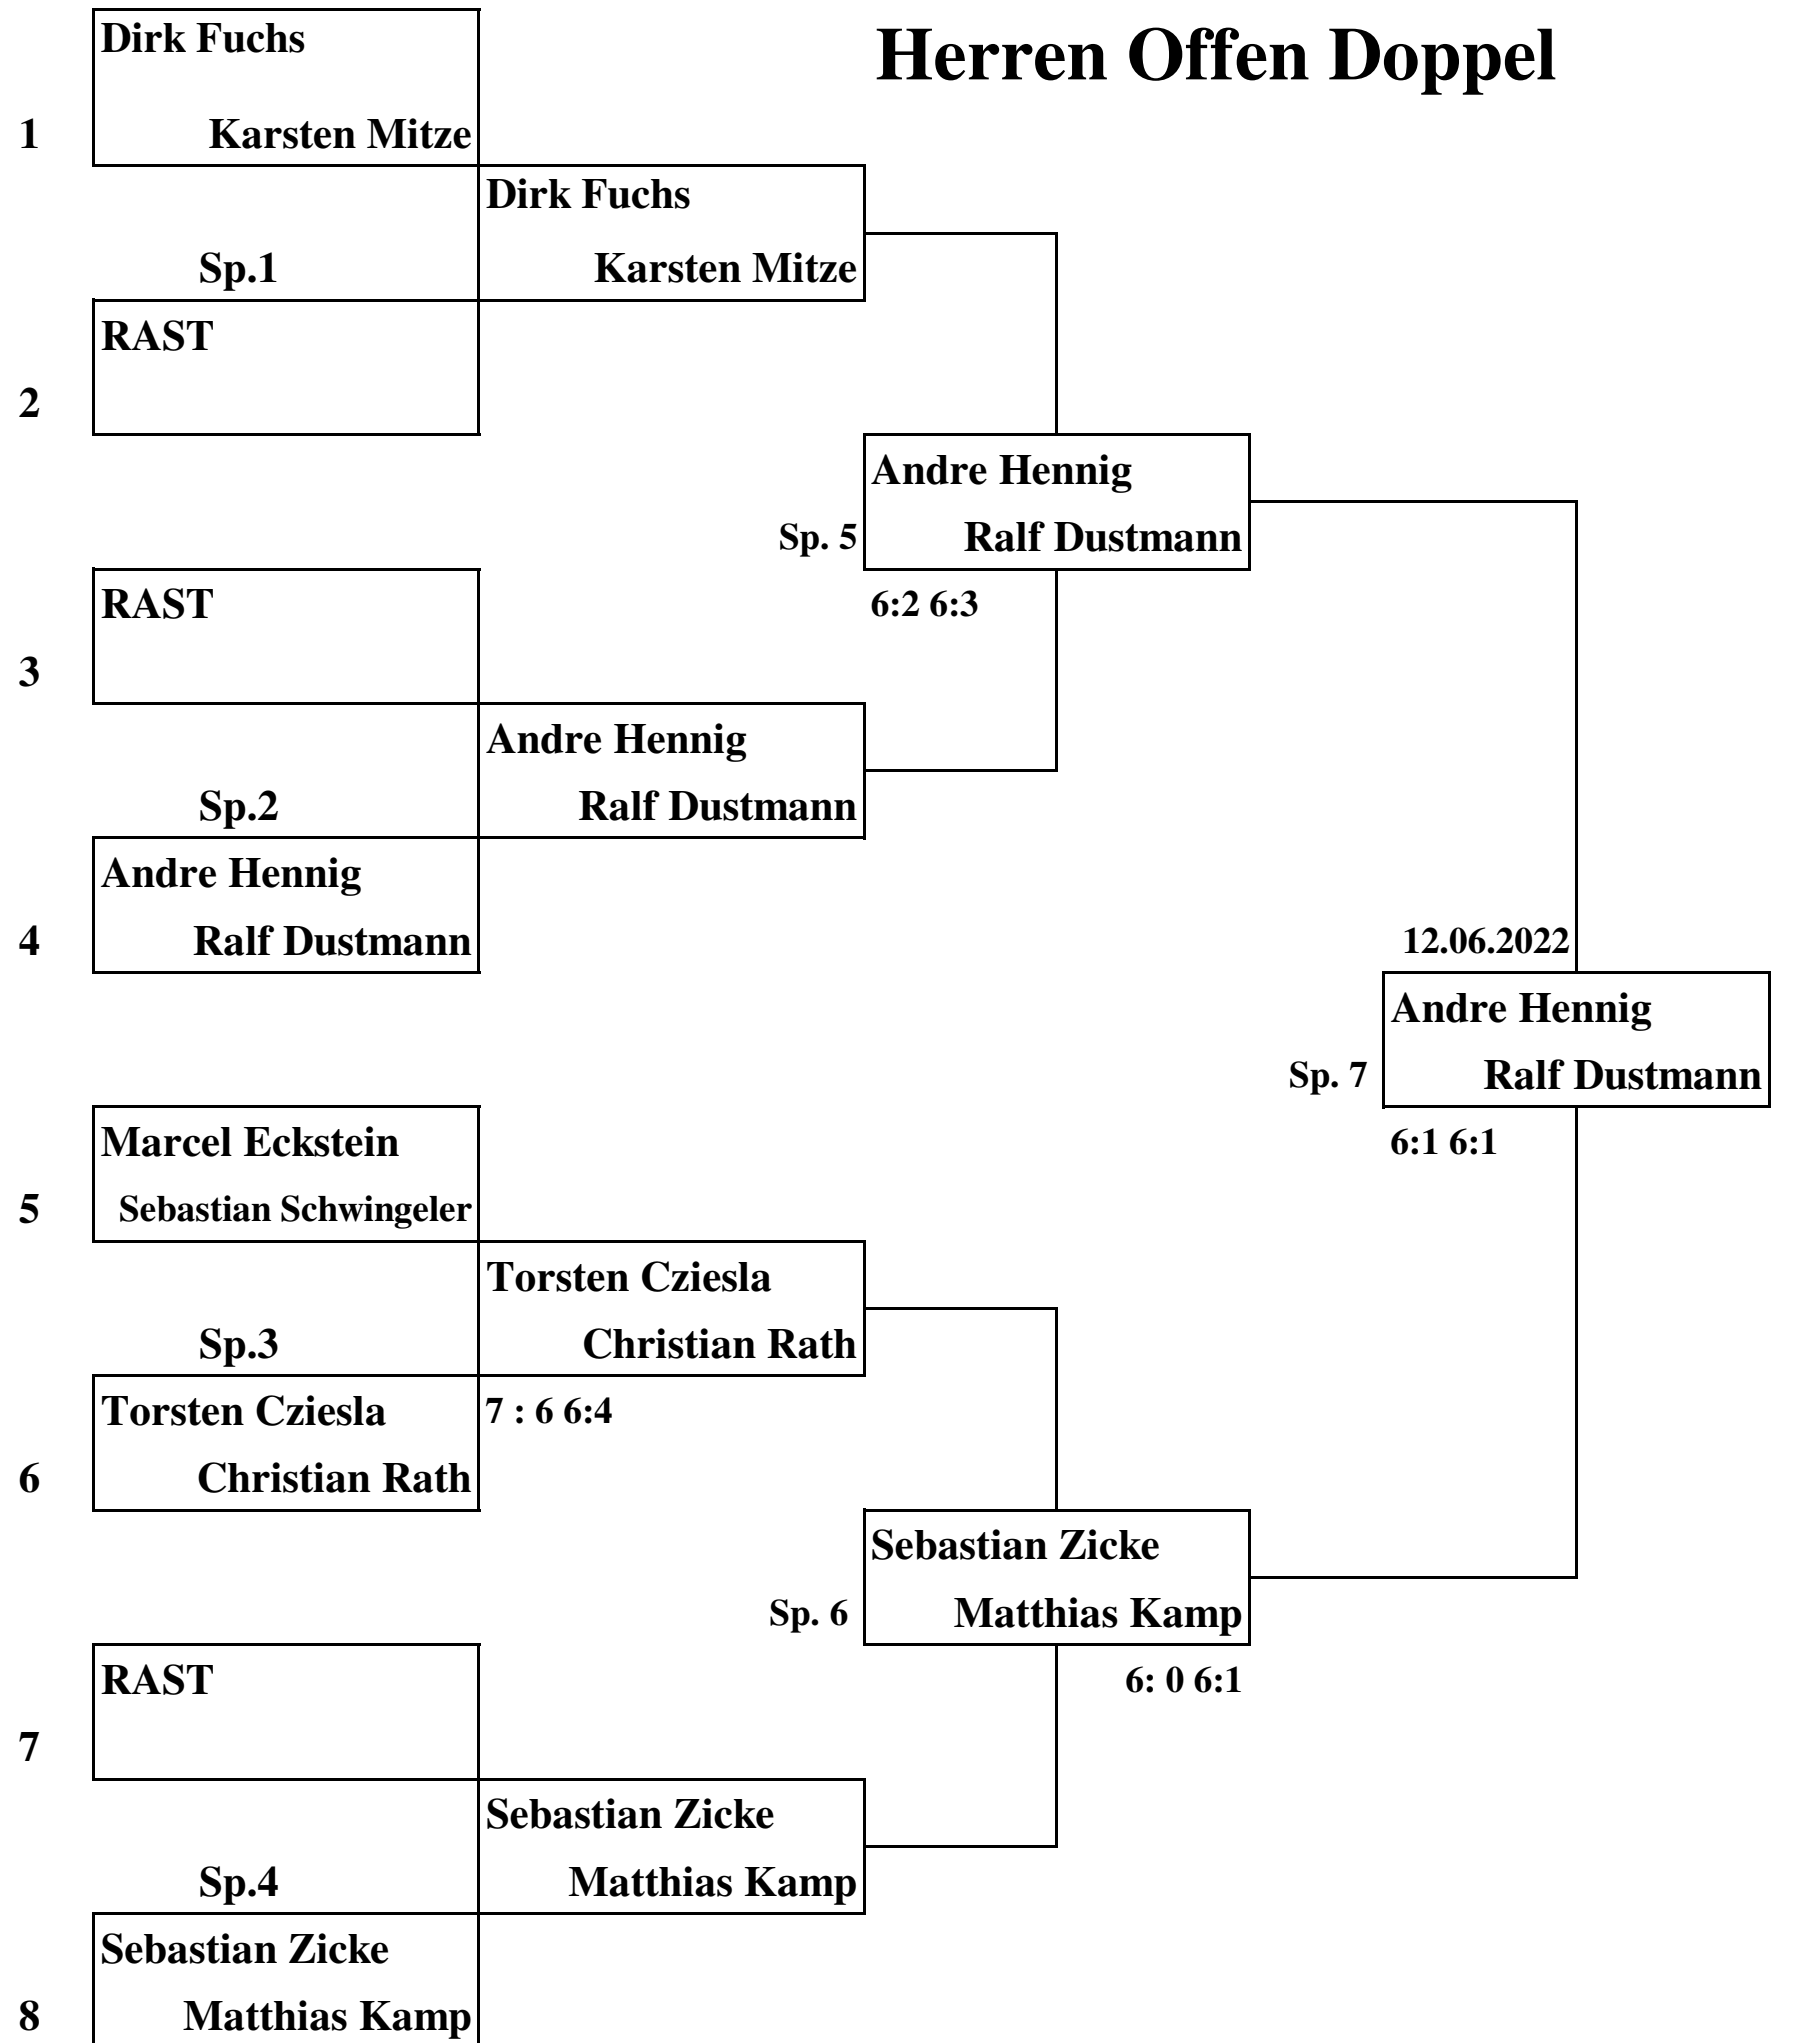 Herren Offen Doppel
Dirk Fuchs
1 Karsten Mitze
Dirk Fuchs
Sp.1 Karsten Mitze
RAST
2
Andre Hennig
Sp. 5 Ralf Dustmann
RAST 6:2 6:3
3
Andre Hennig
Sp.2 Ralf Dustmann
Andre Hennig
4 Ralf Dustmann 12.06.2022
Andre Hennig
Sp. 7 Ralf Dustmann
Marcel Eckstein 6:1 6:1
5 Sebastian Schwingeler
Torsten Cziesla
Sp.3 Christian Rath
Torsten Cziesla 7 : 6 6:4
6 Christian Rath
Sebastian Zicke
Sp. 6 Matthias Kamp
RAST 6: 0 6:1
7
Sebastian Zicke
Sp.4 Matthias Kamp
Sebastian Zicke
8 Matthias Kamp